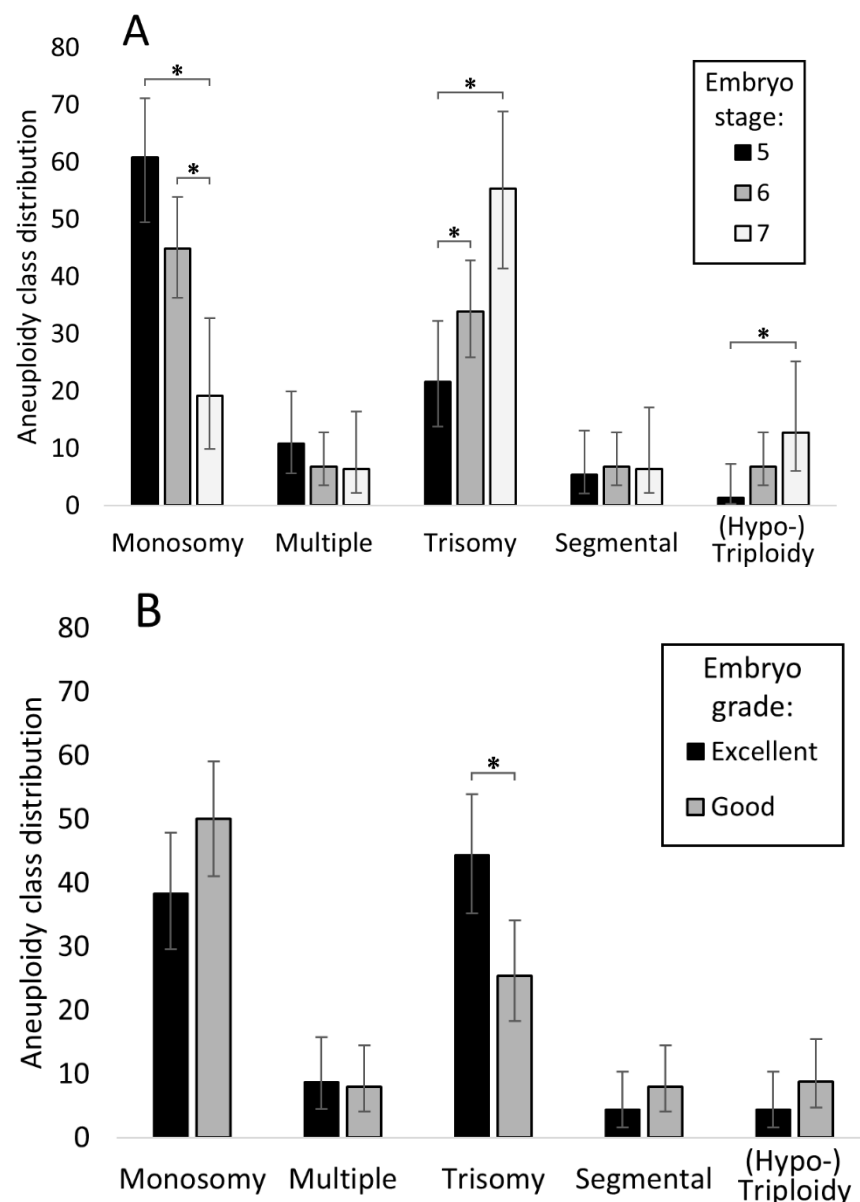 A
Aneuploidy class distribution
80
70
60
50
40
30
20
10
0
*
*
*
*
*
Embryo
stage:
5
6
7
Monosomy
Multiple
Trisomy
Segmental
(Hypo-)
Triploidy
B
Aneuploidy class distribution
80
70
60
50
40
30
20
10
0
*
Embryo
grade:
Excellent
Good
Monosomy
Multiple
Trisomy
Segmental
(Hypo-)
Triploidy